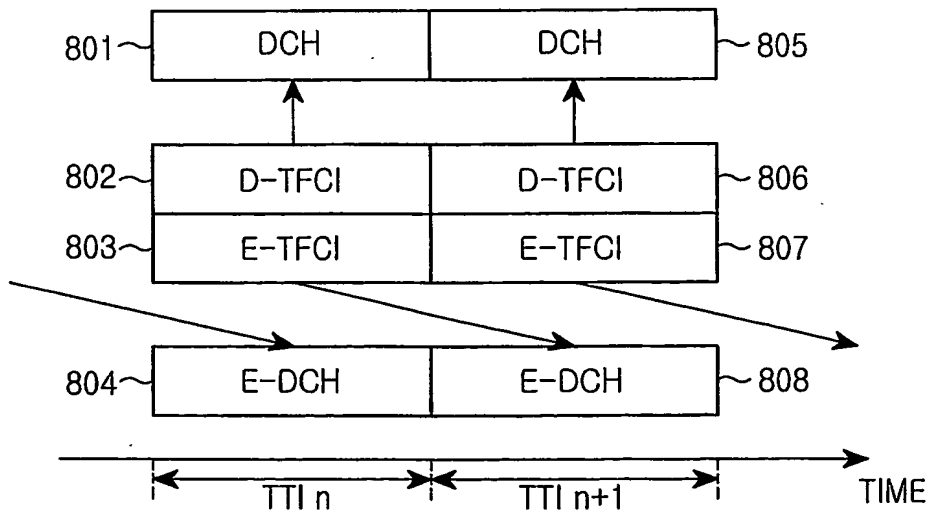 801 DCH DCH 805
802 D-TFCI D-TFCI 806
803 E-TFCI E-TFCI 807
804 E-DCH E-DCH 808
TTI n TTI n+1 TIME